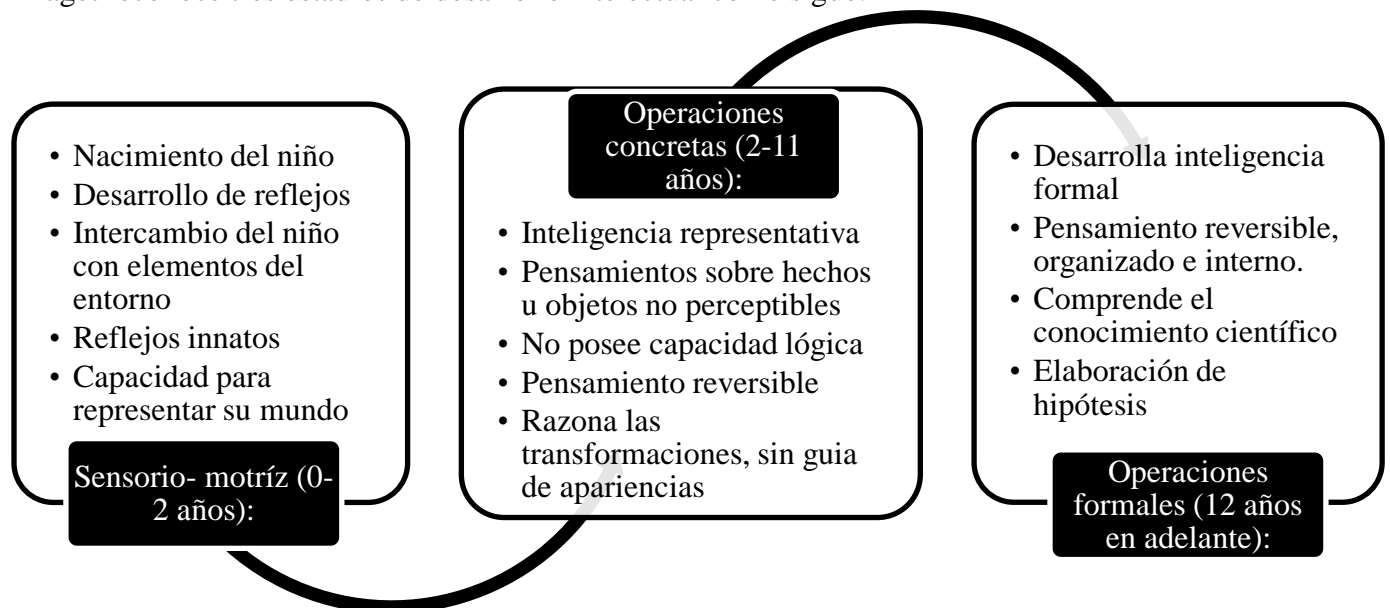 • Nacimiento del niño
• Desarrollo de reflejos
• Intercambio del niño
con elementos del
entorno
• Reflejos innatos
• Capacidad para
representar su mundo
Sensorio- motríz (0-
2 años):
Operaciones
concretas (2-11
años):
• Inteligencia representativa
• Pensamientos sobre hechos
u objetos no perceptibles
• No posee capacidad lógica
• Pensamiento reversible
• Razona las
transformaciones, sin guia
de apariencias
• Desarrolla inteligencia
formal
• Pensamiento reversible,
organizado e interno.
• Comprende el
conocimiento científico
• Elaboración de
hipótesis
Operaciones
formales (12 años
en adelante):